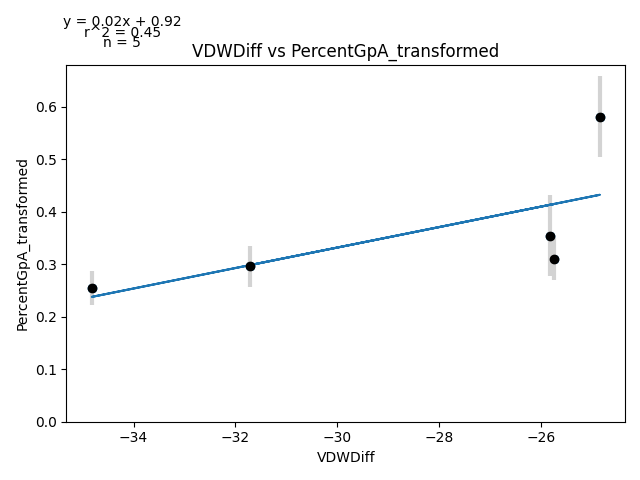 y = 0.02x + 0.92
r^2 = 0.45
n = 5
VDWDiff vs PercentGpA_transformed
PercentGpA_transformed
0.6
0.5
0.4
0.3
0.2
0.1
0.0
−34
−32
−30
−28
−26
VDWDiff